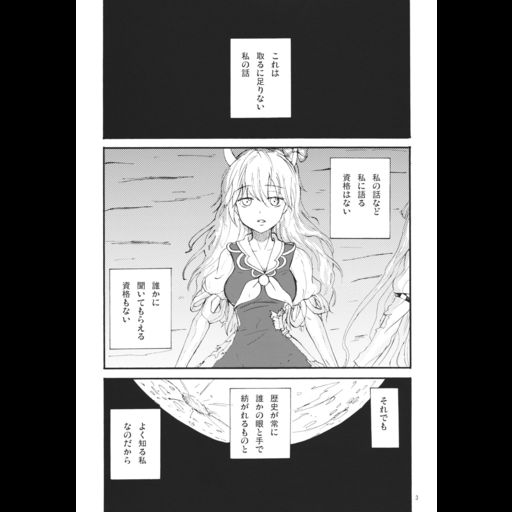 これは
取るに足りない
私の話
私の話など
私に語る
資格はない
誰かに
聞いてもらえる
資格もない
それでも
歴史が常に
誰かの眼と手で
紡がれるものと
よく知る私
なのだから
3